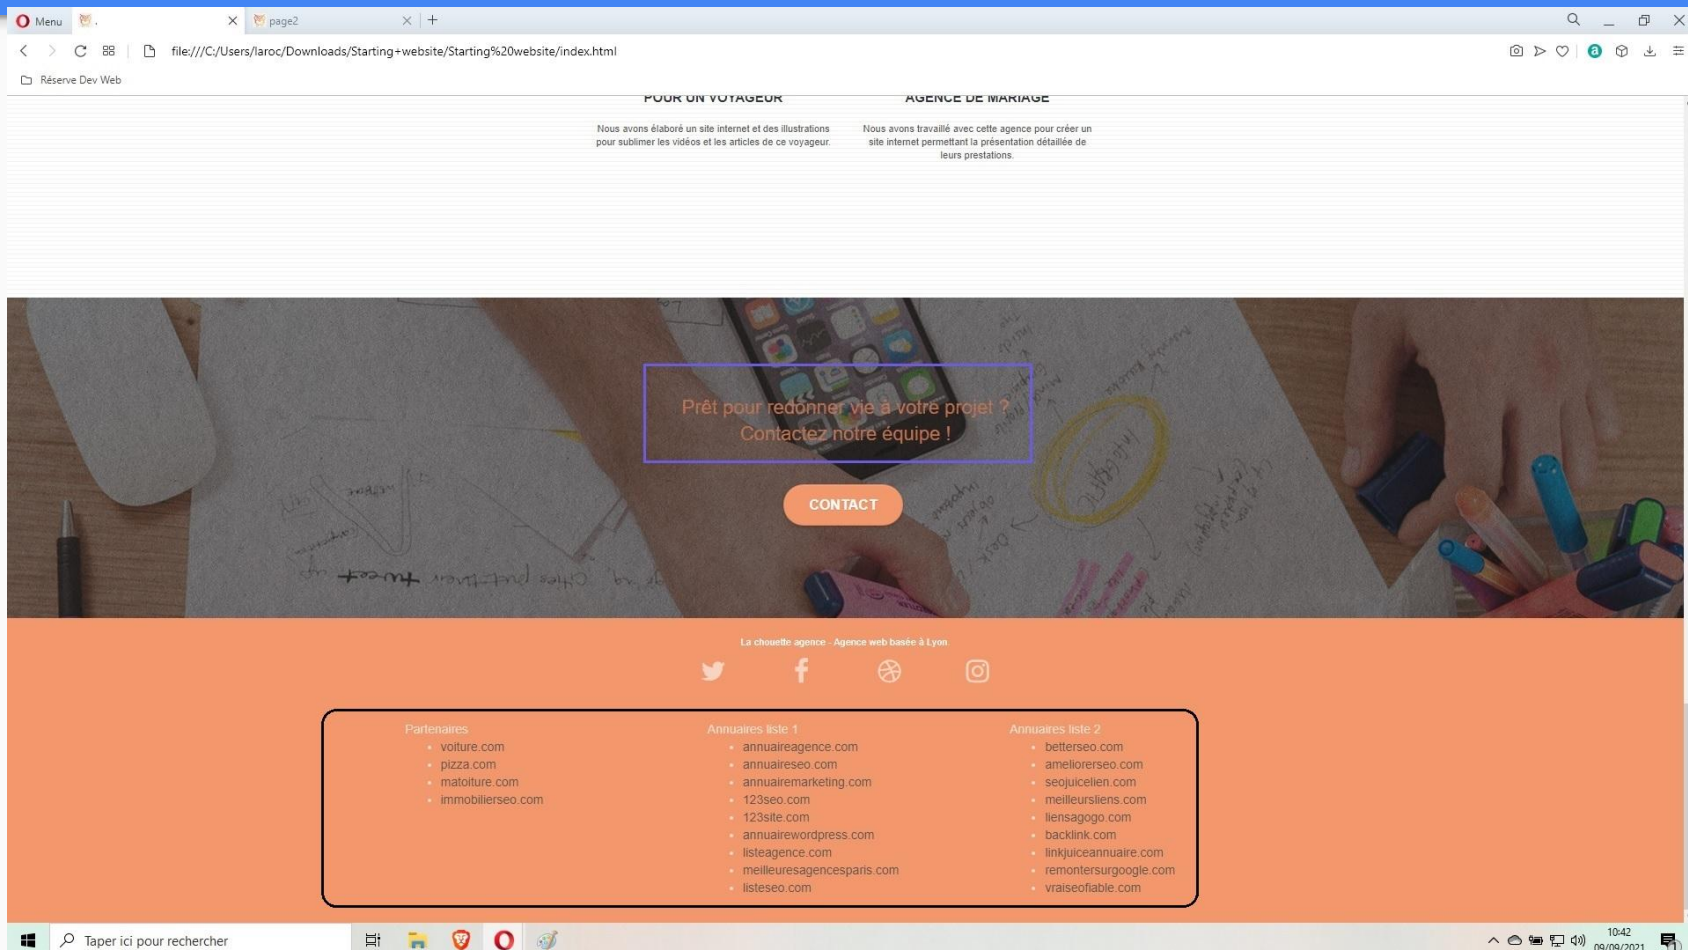 Menu
.
page2
file:///C:/Users/laroc/Downloads/Starting+website/Starting%20website/index.html
Réserve Dev Web
POUR UN VOYAGEUR
AGENCE DE MARIAGE
Nous avons élaboré un site internet et des illustrations
pour sublimer les vidéos et les articles de ce voyageur.
Nous avons travaillé avec cette agence pour créer un
site internet permettant la présentation détaillée de
leurs prestations.
Prêt pour redonner vie à votre projet ?
Contactez notre équipe !
CONTACT
La chouette agence - Agence web basée à Lyon.
Partenaires
voiture.com
pizza.com
matoiture.com
immobilierseo.com
Annuaires liste 1
annuaireagence.com
annuaireseo.com
annuairemarketing.com
123seo.com
123site.com
annuairewordpress.com
listeagence.com
meilleuresagencesparis.com
listeseo.com
Annuaires liste 2
betterseo.com
ameliorerseo.com
seojuicelien.com
meilleursliens.com
liensagogo.com
backlink.com
linkjuiceannuaire.com
remontersurgoogle.com
vraiseofiable.com
Taper ici pour rechercher
10:42
09/09/2021